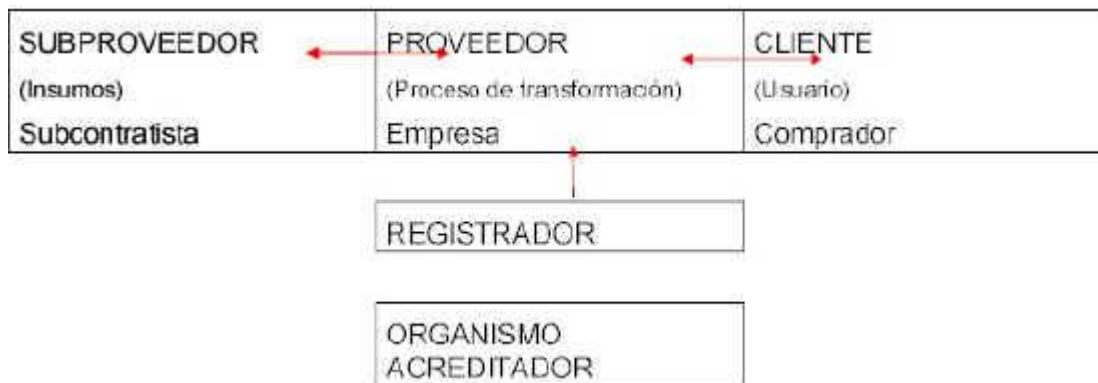 SUBPROVEEDOR
(Insumos)
Subcontratista
PROVEEDOR
(Proceso de transformación)
Empresa
CLIENTE
(Usuario)
Comprador
REGISTRADOR
ORGANISMO
ACREDITADOR